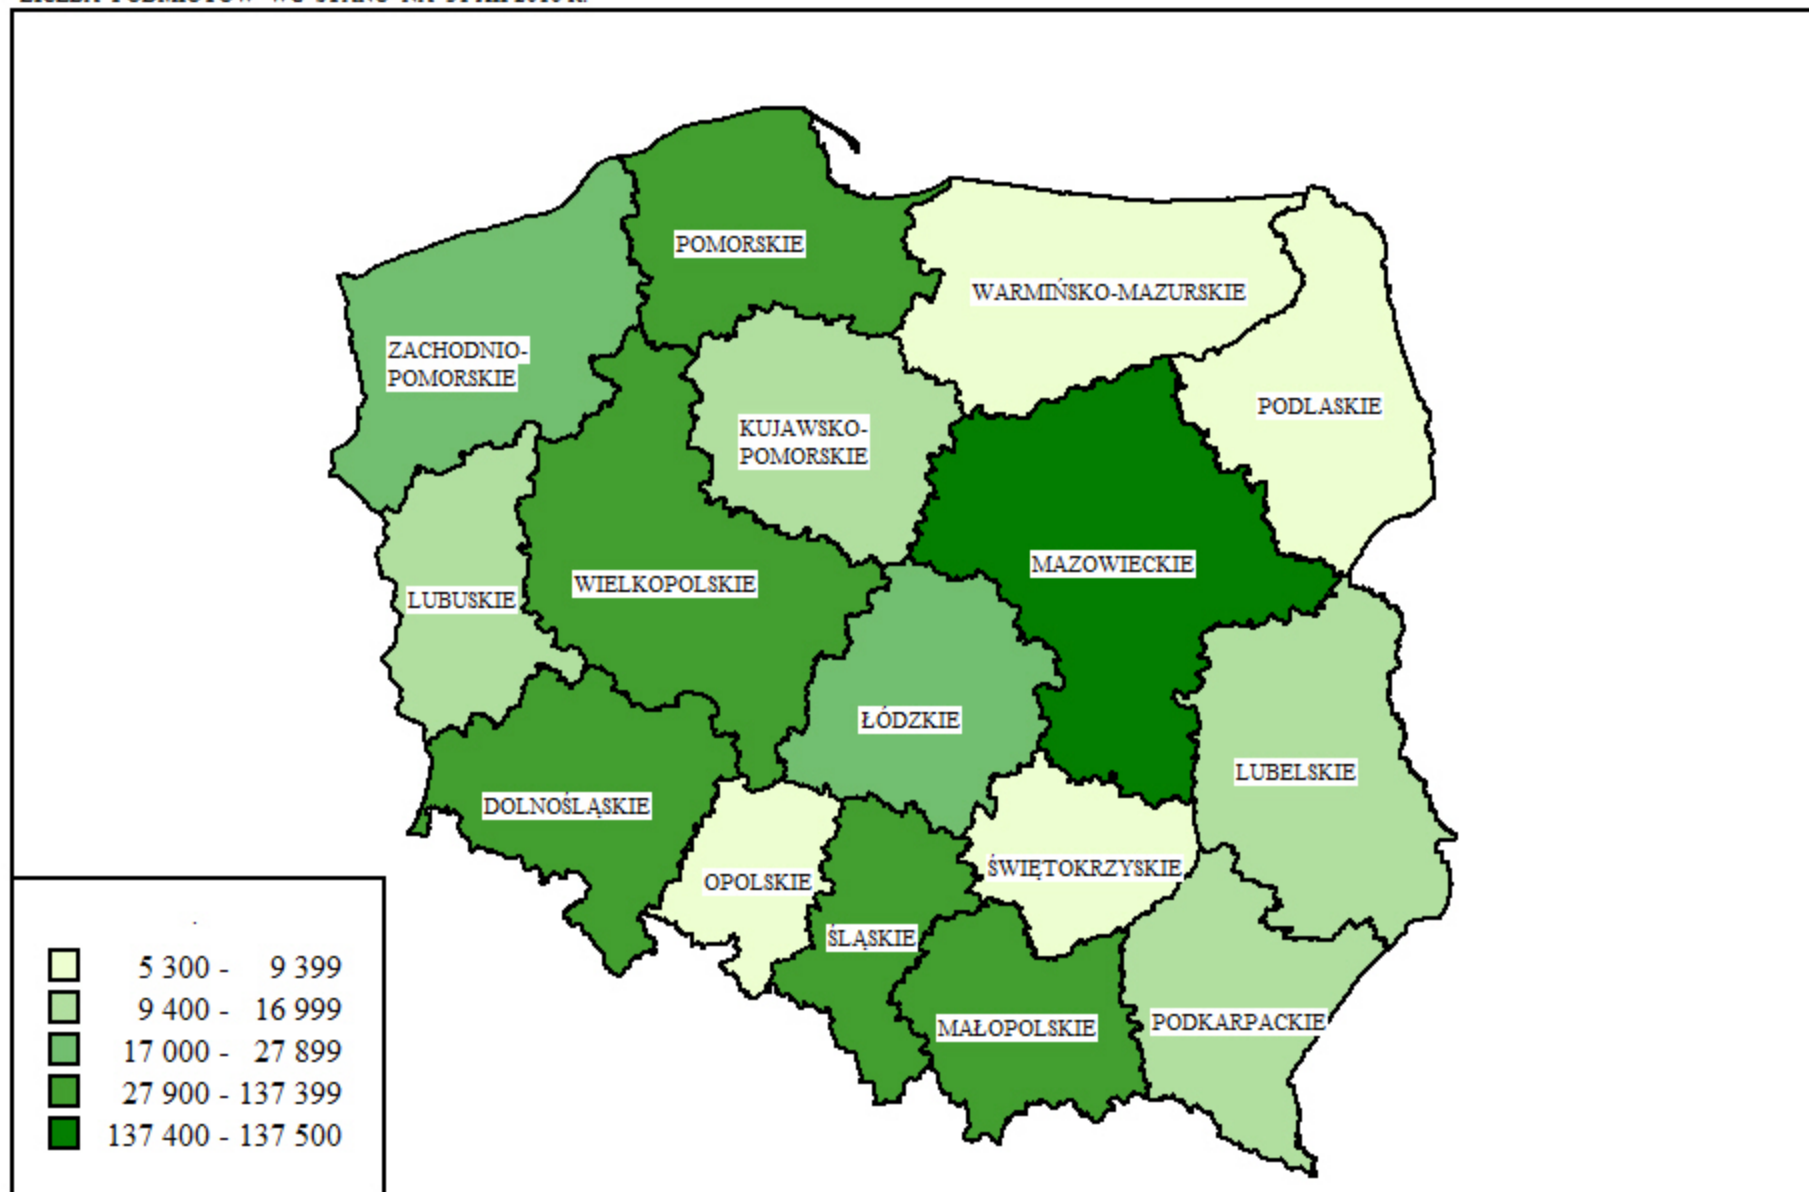 POMORSKIE
WARMIŃSKO-MAZURSKIE
ZACHODNIO-
POMORSKIE
PODLASKIE
KUJAWSKO-
POMORSKIE
MAZOWIECKIE
WIELKOPOLSKIE
LUBUSKIE
ŁÓDZKIE
LUBELSKIE
DOLNOŚLĄSKIE
ŚWIĘTOKRZYSKIE
OPOLSKIE
ŚLĄSKIE
PODKARPACKIE
MAŁOPOLSKIE
5 300 - 9 399
9 400 - 16 999
17 000 - 27 899
27 900 - 137 399
137 400 - 137 500